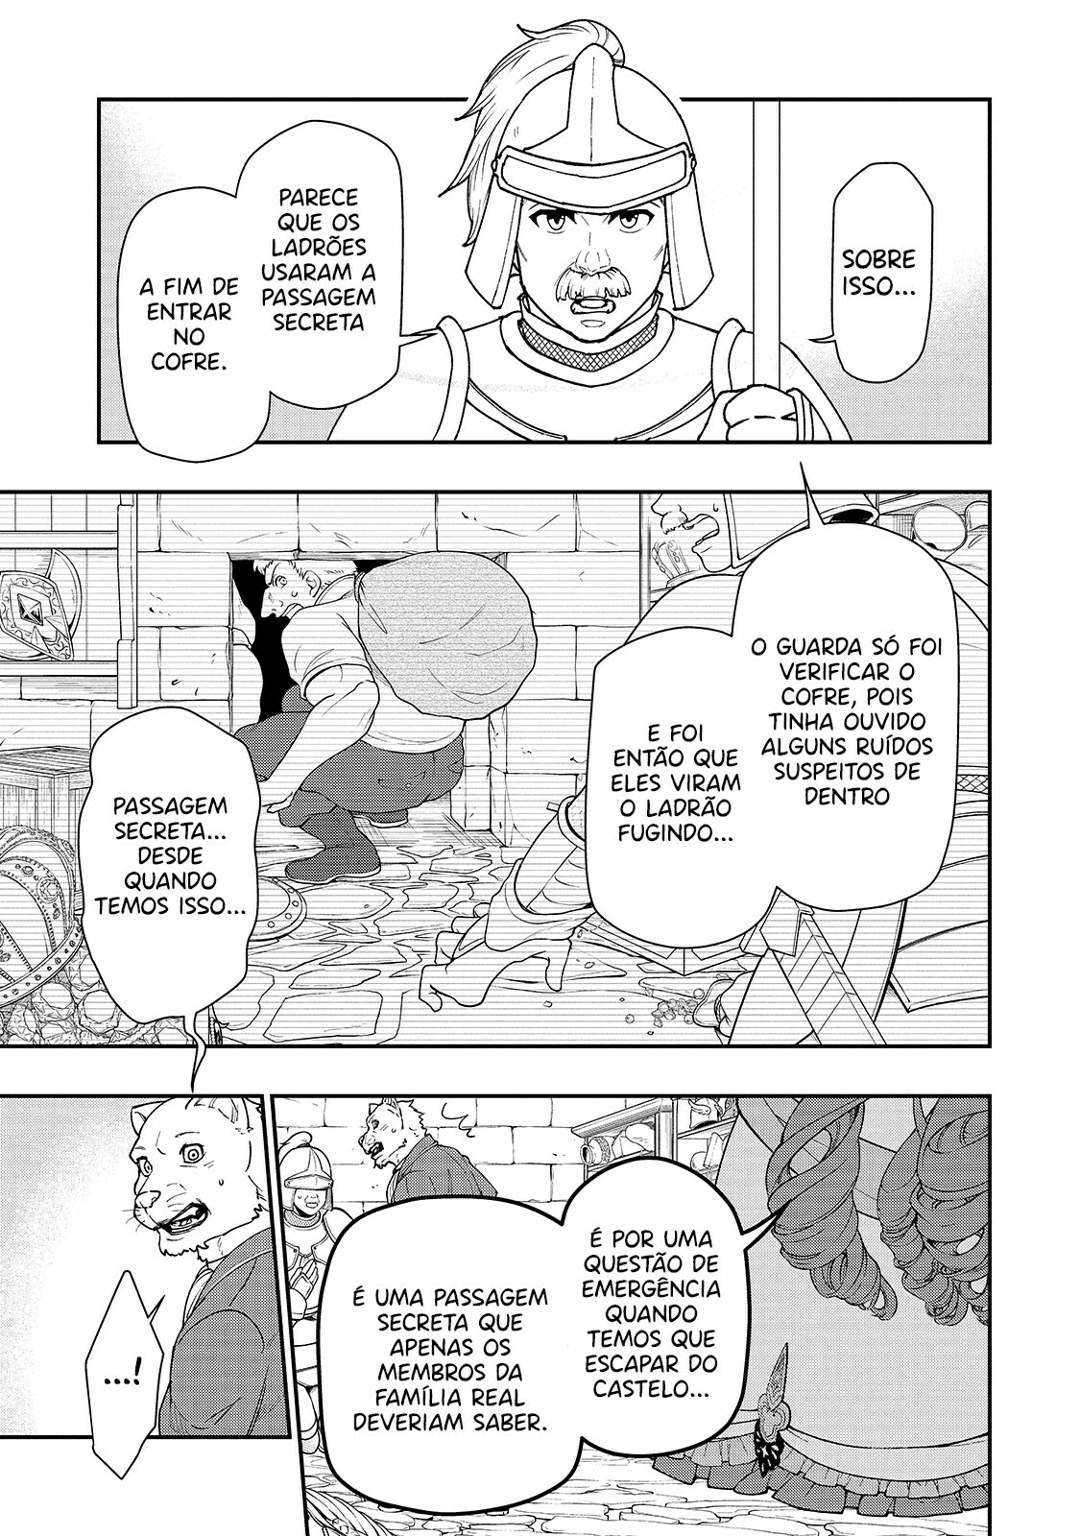 SOBRE
ISSO...
PARECE
QUE OS
LADRÕES
USARAM A
PASSAGEM
SECRETA
A FIM DE
ENTRAR
NO
COFRE.
O GUARDA SÓ FOI
VERIFICAR O
COFRE, POIS
TINHA OUVIDO
ALGUNS RUÍDOS
SUSPEITOS DE
DENTRO
E FOI
ENTÃO QUE
ELES VIRAM
O LADRÃO
FUGINDO...
PASSAGEM
SECRETA...
DESDE
QUANDO
TEMOS ISSO...
É POR UMA
QUESTÃO DE
EMERGÊNCIA
QUANDO
TEMOS QUE
ESCAPAR DO
CASTELO...
É UMA PASSAGEM
SECRETA QUE
APENAS OS
MEMBROS DA
FAMÍLIA REAL
DEVERIAM SABER.
...!